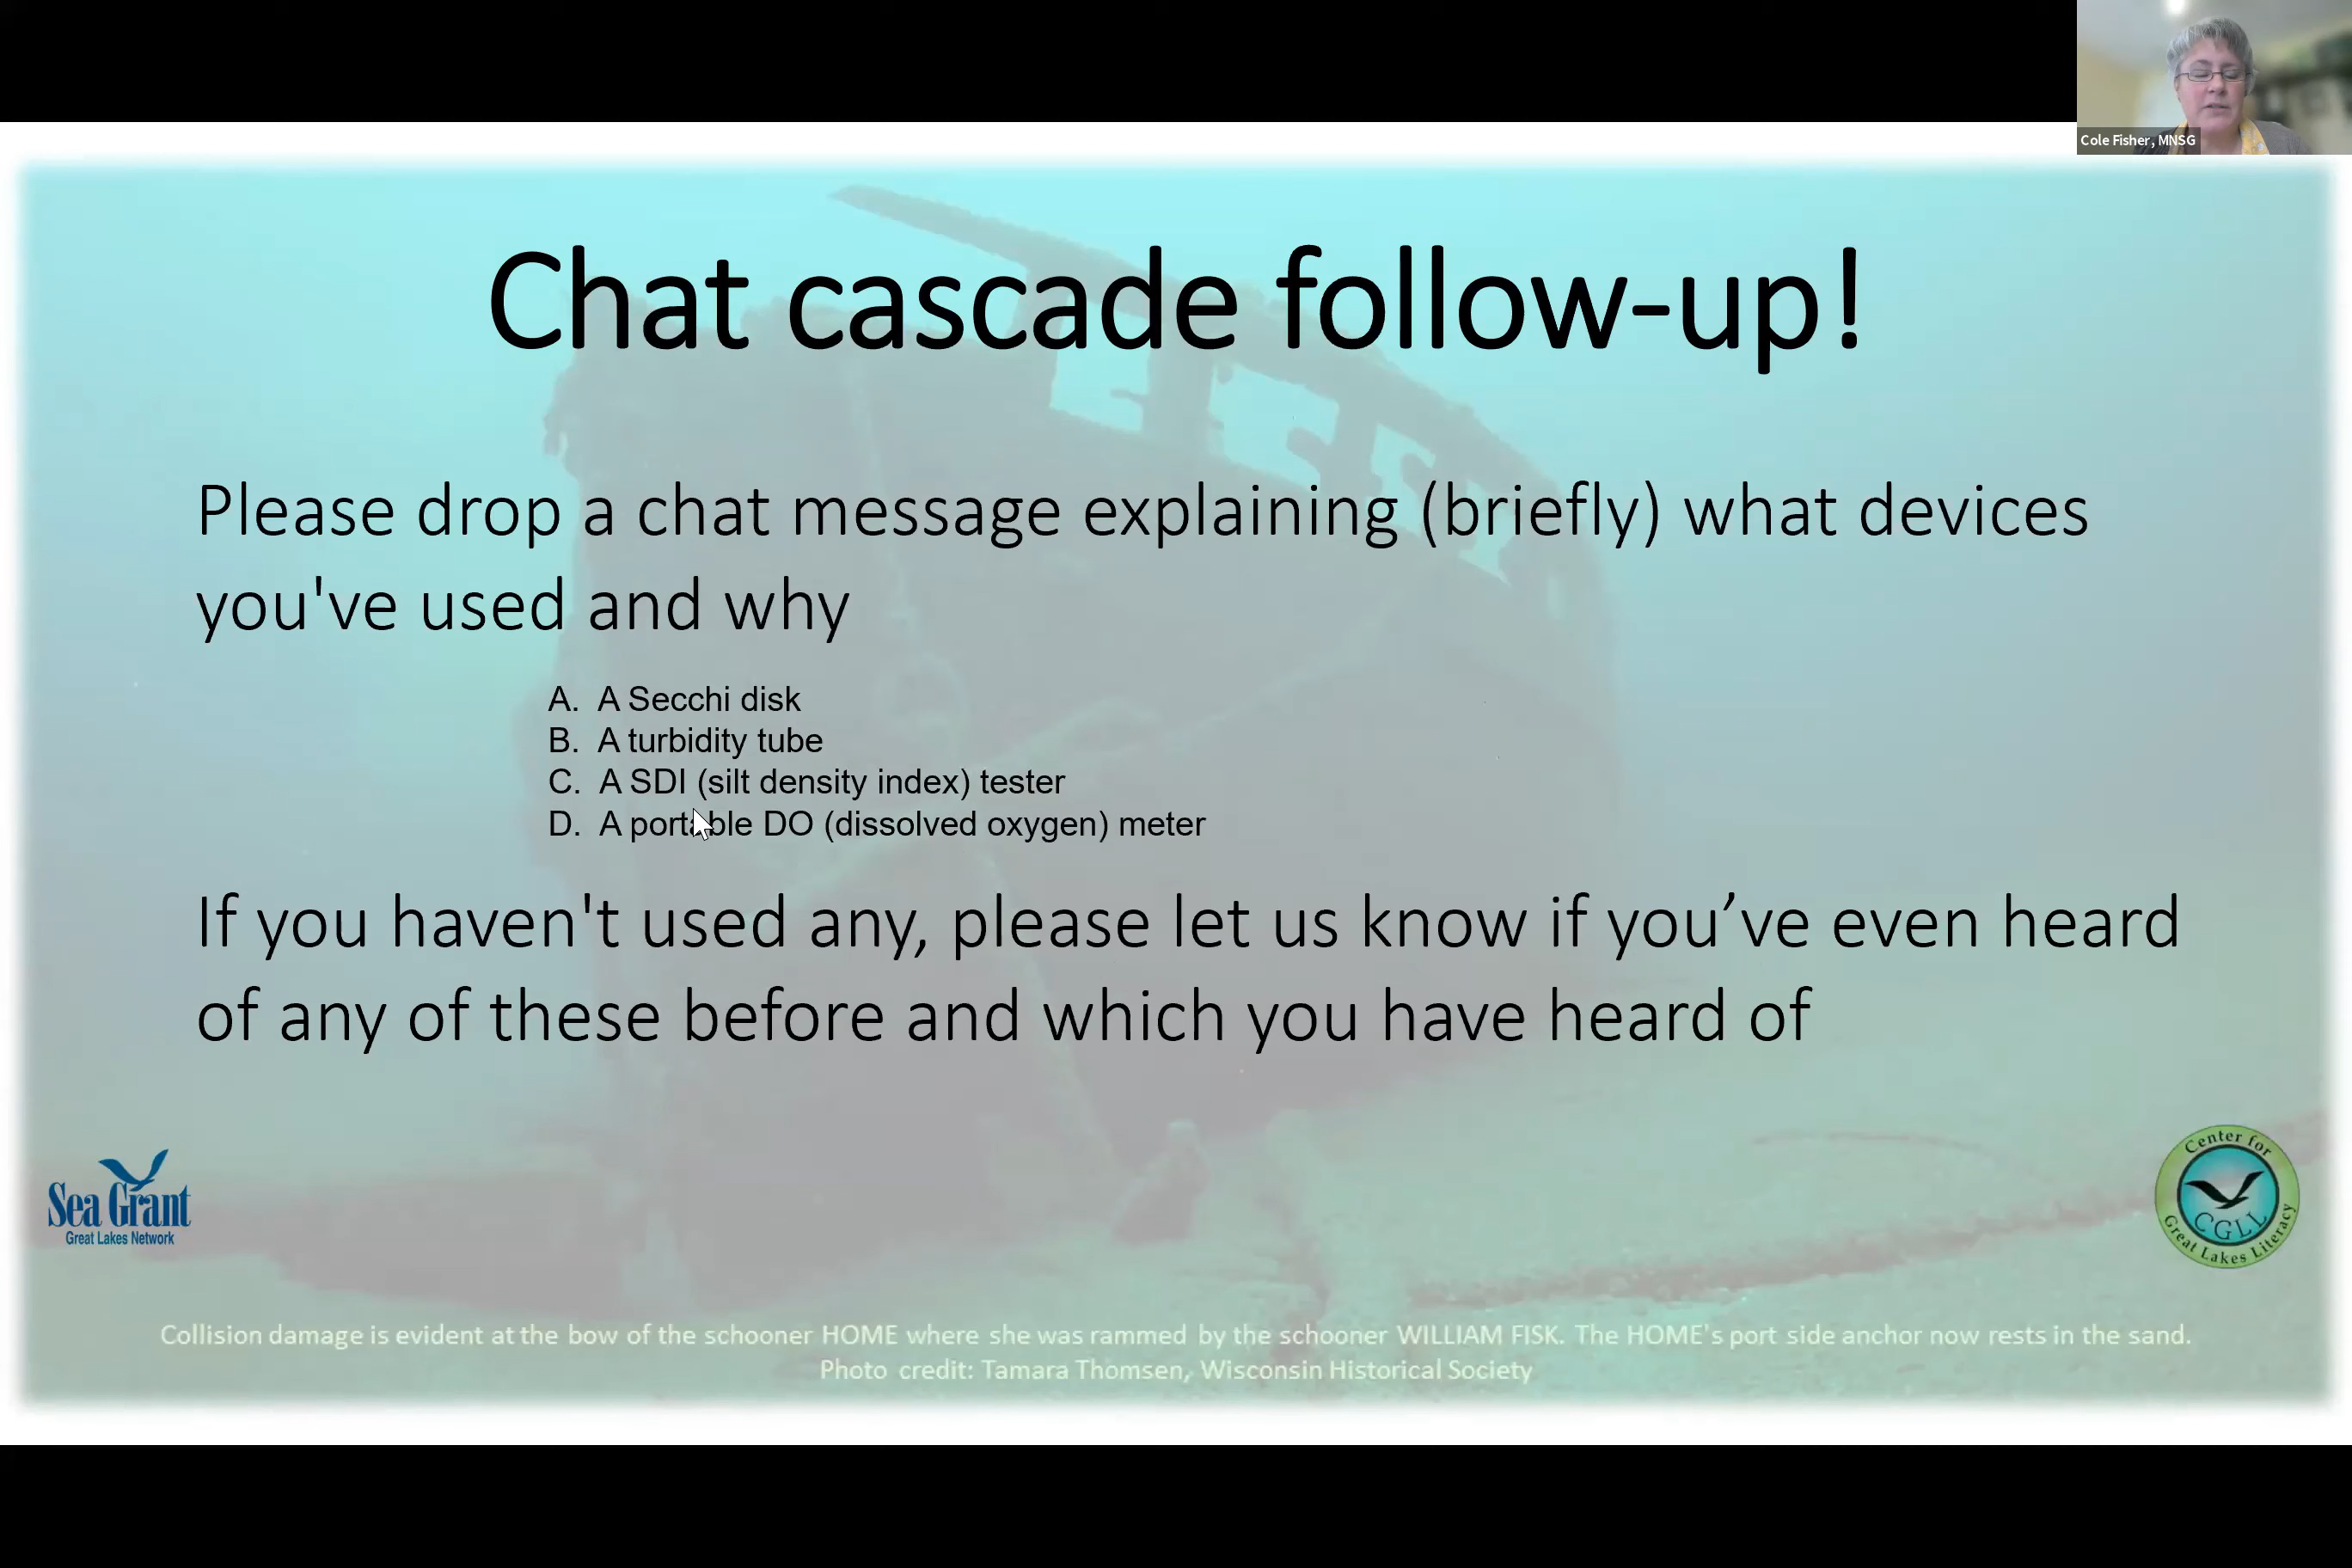 Cole Fisher, MNSG
Chat cascade follow-up!
Please drop a chat message explaining (briefly) what devices
you've used and why
A. A Secchi disk
B. A turbidity tube
C. A SDI (silt density index) tester
D. A portable DO (dissolved oxygen) meter
If you haven't used any, please let us know if you’ve even heard
of any of these before and which you have heard of
Sea Grant
Great Lakes Network
Center for
CGLL
Great Lakes Literacy
Collision damage is evident at the bow of the schooner HOME where she was rammed by the schooner WILLIAM FISK. The HOME's port side anchor now rests in the sand.
Photo credit: Tamara Thomsen, Wisconsin Historical Society